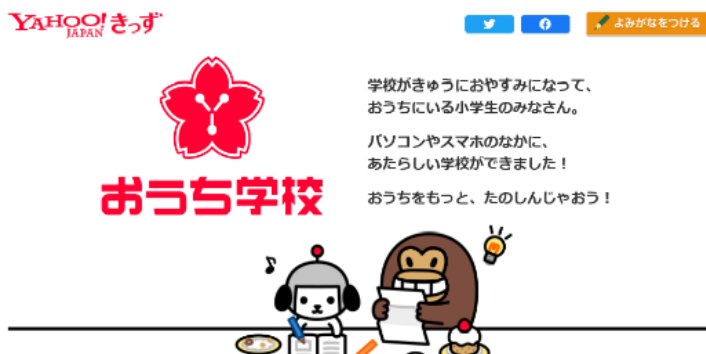 YAHOO! きっず
JAPAN
よみがなをつける
学校がきゅうにおやすみになって、
おうちにいる小学生のみなさん。
パソコンやスマホのなかに、
あたらしい学校ができました！
おうちをもっと、たのしんじゃおう！
おうち学校